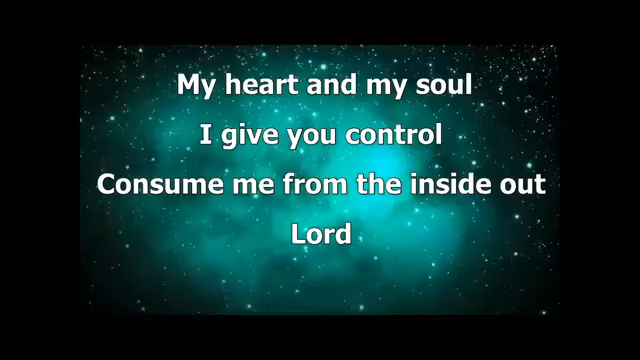 My heart and my soul
I give you control
Consume me from the inside out
Lord